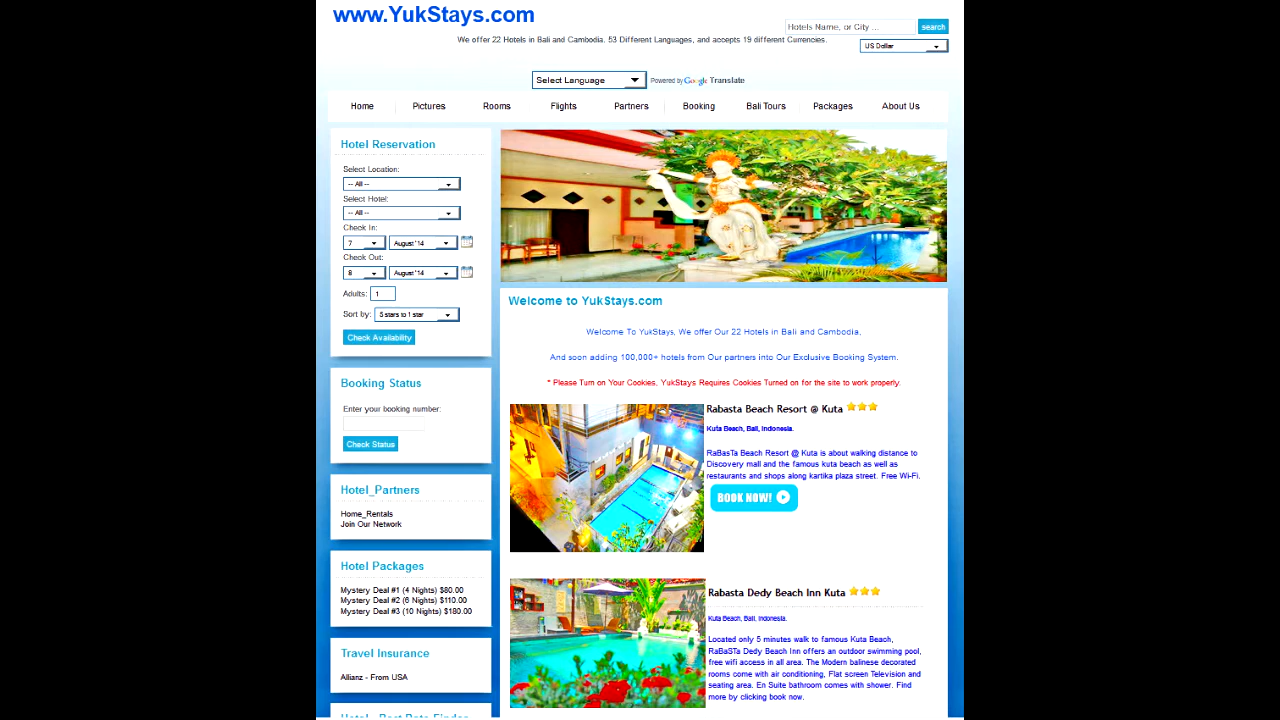 www.YukStays.com
Hotels Name, or City ...
search
We offer 22 Hotels in Bali and Cambodia. 53 Different Languages, and accepts 19 different Currencies.
US Dollar
Select Language
Powered by Google Translate
Home
Pictures
Rooms
Flights
Partners
Booking
Bali Tours
Packages
About Us
Hotel Reservation
Select Location:
-- All --
Select Hotel:
-- All --
Check In:
7 August '14
Check Out:
8 August '14
Adults: 1
Sort by: 5 stars to 1 star
Check Availability
Booking Status
Enter your booking number:
Check Status
Hotel_Partners
Home_Rentals
Join Our Network
Hotel Packages
Mystery Deal #1 (4 Nights) $80.00
Mystery Deal #2 (6 Nights) $110.00
Mystery Deal #3 (10 Nights) $180.00
Travel Insurance
Allianz - From USA
Hotel - Best Rate Finder
Welcome to YukStays.com
Welcome To YukStays, We offer Our 22 Hotels in Bali and Cambodia,
And soon adding 100,000+ hotels from Our partners into Our Exclusive Booking System.
* Please Turn on Your Cookies, YukStays Requires Cookies Turned on for the site to work properly.
Rabasta Beach Resort @ Kuta
Kuta Beach, Bali, Indonesia.
RaBasTa Beach Resort @ Kuta is about walking distance to
Discovery mall and the famous kuta beach as well as
restaurants and shops along kartika plaza street. Free Wi-Fi.
BOOK NOW!
Rabasta Dedy Beach Inn Kuta
Kuta Beach, Bali, Indonesia.
Located only 5 minutes walk to famous Kuta Beach,
RaBaSTa Dedy Beach Inn offers an outdoor swimming pool,
free wifi access in all area. The Modern balinese decorated
rooms come with air conditioning, Flat screen Television and
seating area. En Suite bathroom comes with shower. Find
more by clicking book now.